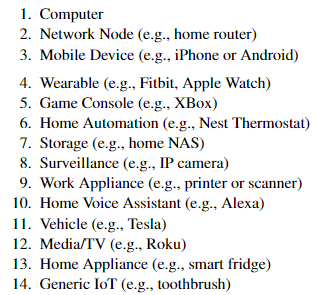 1. Computer
2. Network Node (e.g., home router)
3. Mobile Device (e.g., iPhone or Android)
4. Wearable (e.g., Fitbit, Apple Watch)
5. Game Console (e.g., XBox)
6. Home Automation (e.g., Nest Thermostat)
7. Storage (e.g., home NAS)
8. Surveillance (e.g., IP camera)
9. Work Appliance (e.g., printer or scanner)
10. Home Voice Assistant (e.g., Alexa)
11. Vehicle (e.g., Tesla)
12. Media/TV (e.g., Roku)
13. Home Appliance (e.g., smart fridge)
14. Generic IoT (e.g., toothbrush)